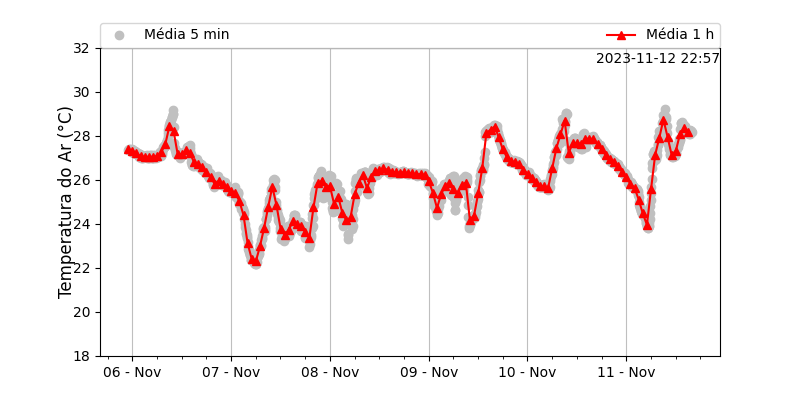 Média 5 min
Média 1 h
2023-11-12 22:57
Temperatura do Ar (°C)
32
30
28
26
24
22
20
18
06 - Nov
07 - Nov
08 - Nov
09 - Nov
10 - Nov
11 - Nov